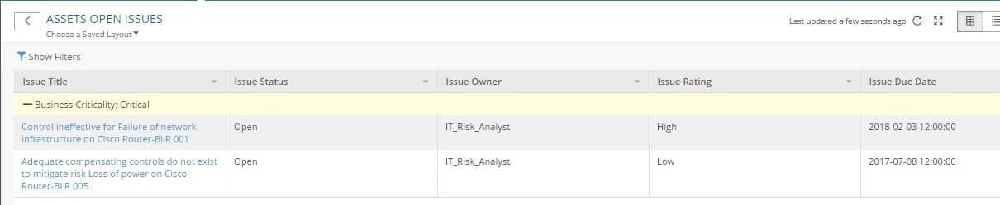 ASSETS OPEN ISSUES
Choose a Saved Layout
Last updated a few seconds ago
Show Filters
Issue Title Issue Status Issue Owner Issue Rating Issue Due Date
Business Criticality: Critical
Control ineffective for Failure of network Open IT_Risk_Analyst High 2018-02-03 12:00:00
infrastructure on Cisco Router-BLR 001
Adequate compensating controls do not exist Open IT_Risk_Analyst Low 2017-07-08 12:00:00
to mitigate risk Loss of power on Cisco
Router-BLR 005